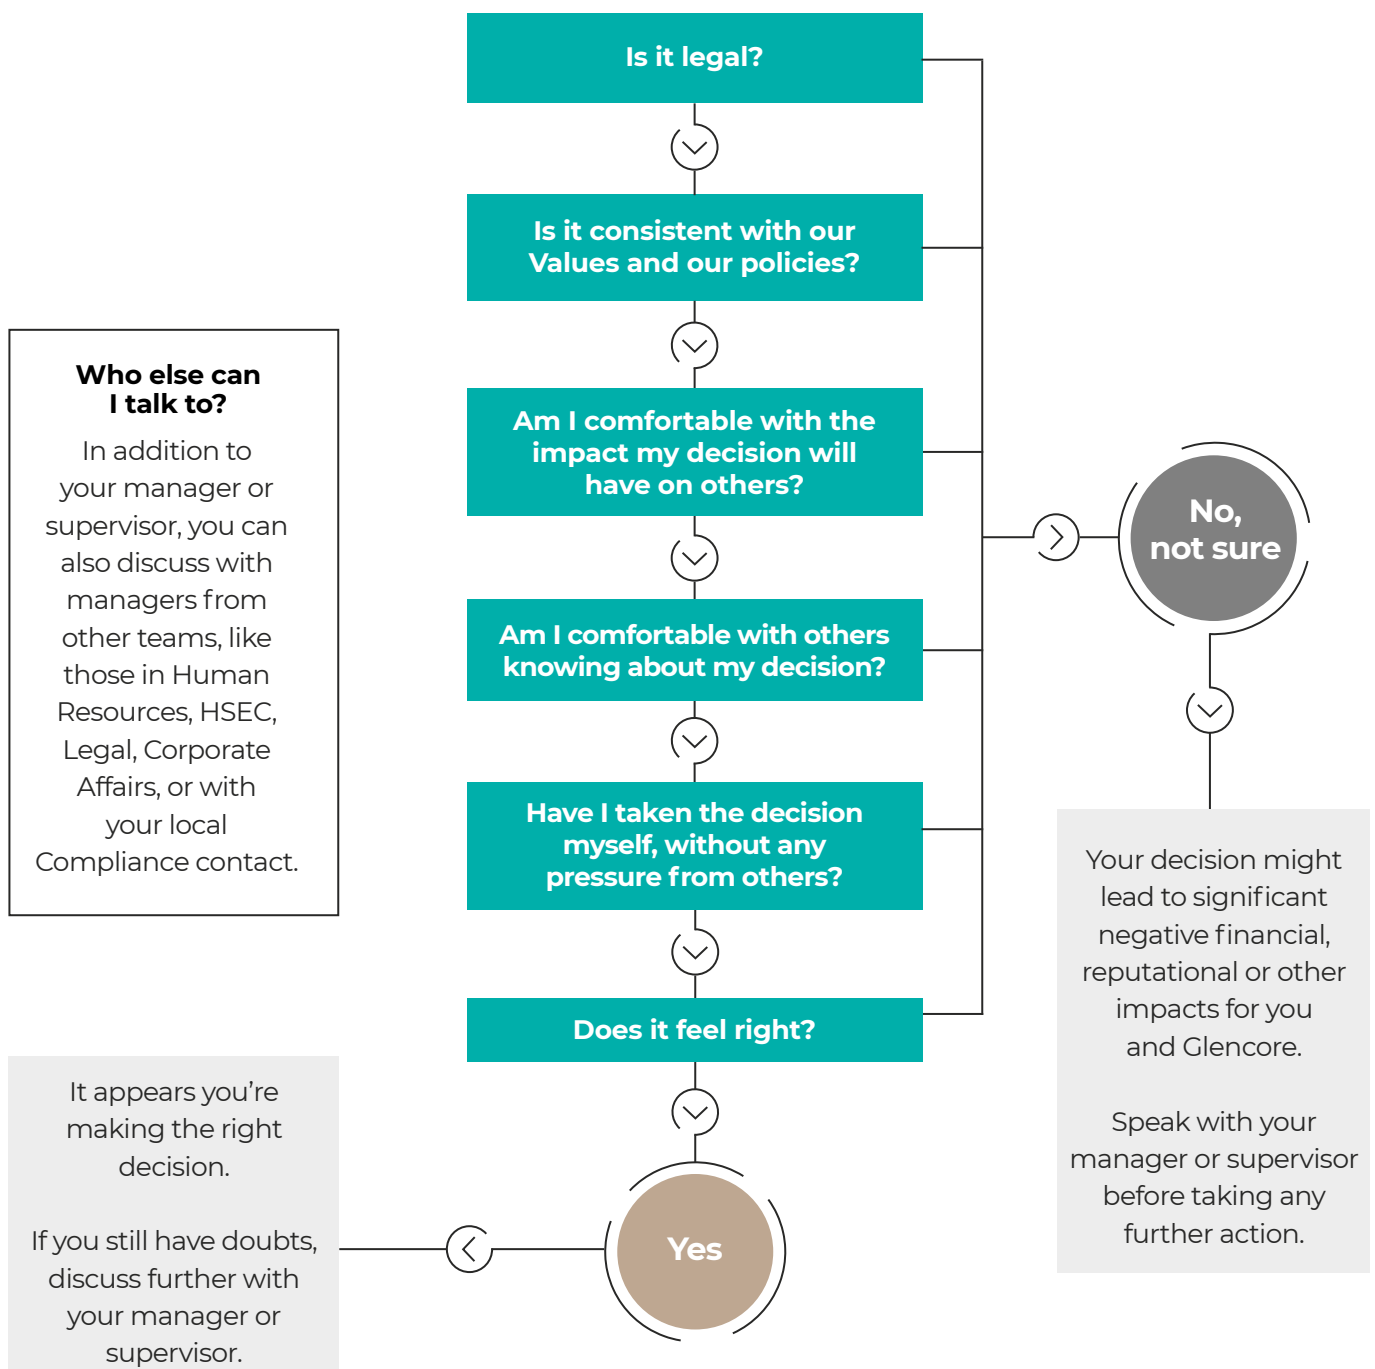 Is it legal?
Is it consistent with our
Values and our policies?
Am I comfortable with the
impact my decision will
have on others?
Am I comfortable with others
knowing about my decision?
Have I taken the decision
myself, without any
pressure from others?
Does it feel right?
Yes
No,
not sure
Your decision might
lead to significant
negative financial,
reputational or other
impacts for you
and Glencore.
Speak with your
manager or supervisor
before taking any
further action.
Who else can
I talk to?
In addition to
your manager or
supervisor, you can
also discuss with
managers from
other teams, like
those in Human
Resources, HSEC,
Legal, Corporate
Affairs, or with
your local
Compliance contact.
It appears you’re
making the right
decision.
If you still have doubts,
discuss further with
your manager or
supervisor.